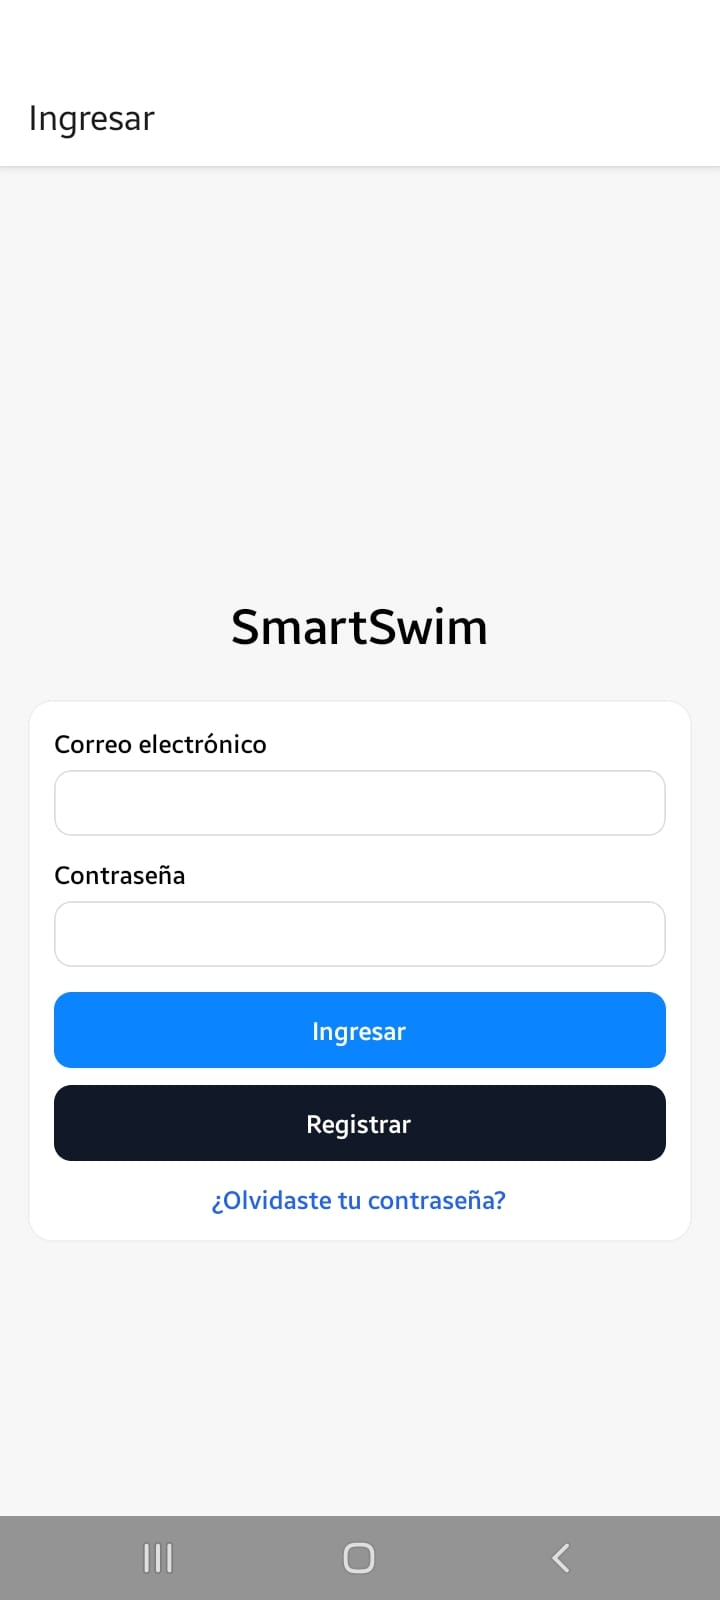 Ingresar
SmartSwim
Correo electrónico
Contraseña
Ingresar
Registrar
¿Olvidaste tu contraseña?